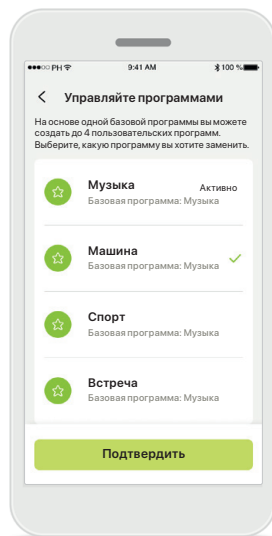 PH 9:41 AM 100 %
Управляйте программами
На основе одной базовой программы вы можете
создать до 4 пользовательских программ.
Выберите, какую программу вы хотите заменить.
Музыка Активно
Базовая программа: Музыка
Машина
Базовая программа: Музыка
Спорт
Базовая программа: Музыка
Встреча
Базовая программа: Музыка
Подтвердить